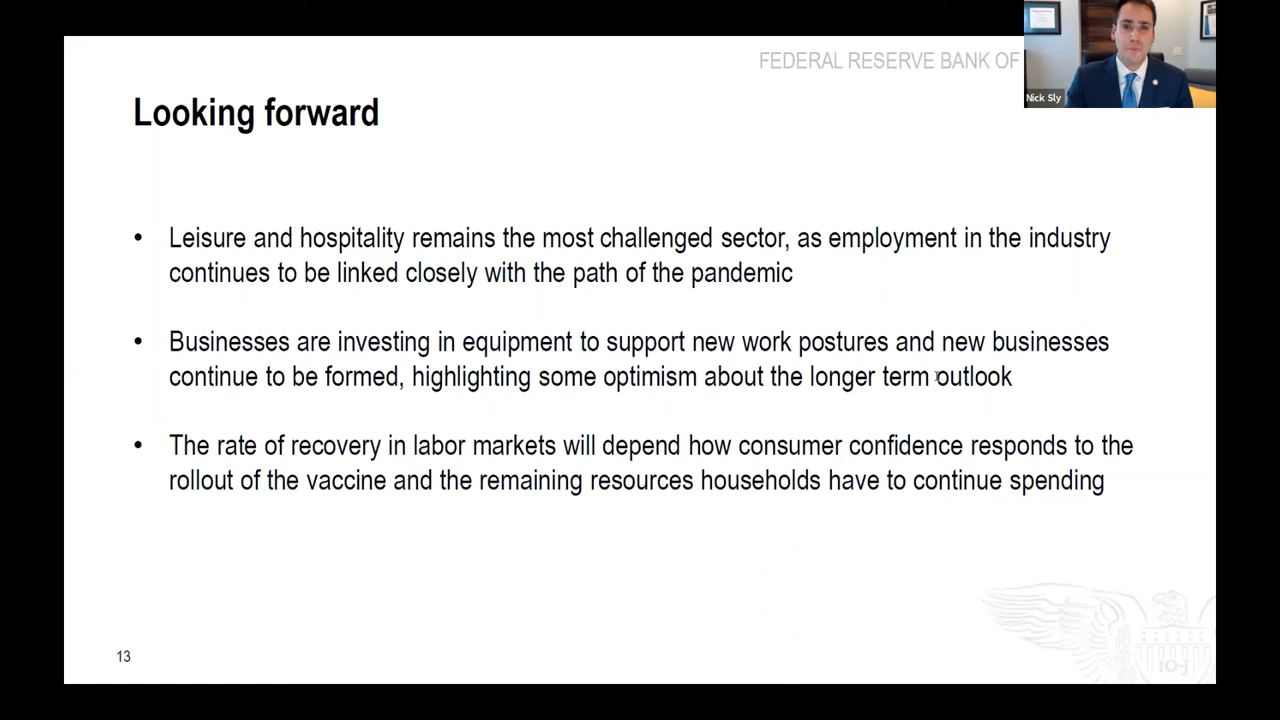 FEDERAL RESERVE BANK OF
Nick Sly
Looking forward
• Leisure and hospitality remains the most challenged sector, as employment in the industry
continues to be linked closely with the path of the pandemic
• Businesses are investing in equipment to support new work postures and new businesses
continue to be formed, highlighting some optimism about the longer term outlook
• The rate of recovery in labor markets will depend how consumer confidence responds to the
rollout of the vaccine and the remaining resources households have to continue spending
13
10-J